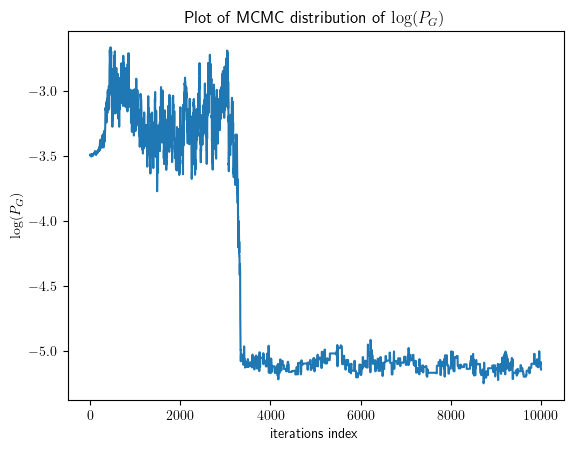 Plot of MCMC distribution of log(P_G)
log(P_G)
−3.0
−3.5
−4.0
−4.5
−5.0
0 2000 4000 6000 8000 10000
iterations index